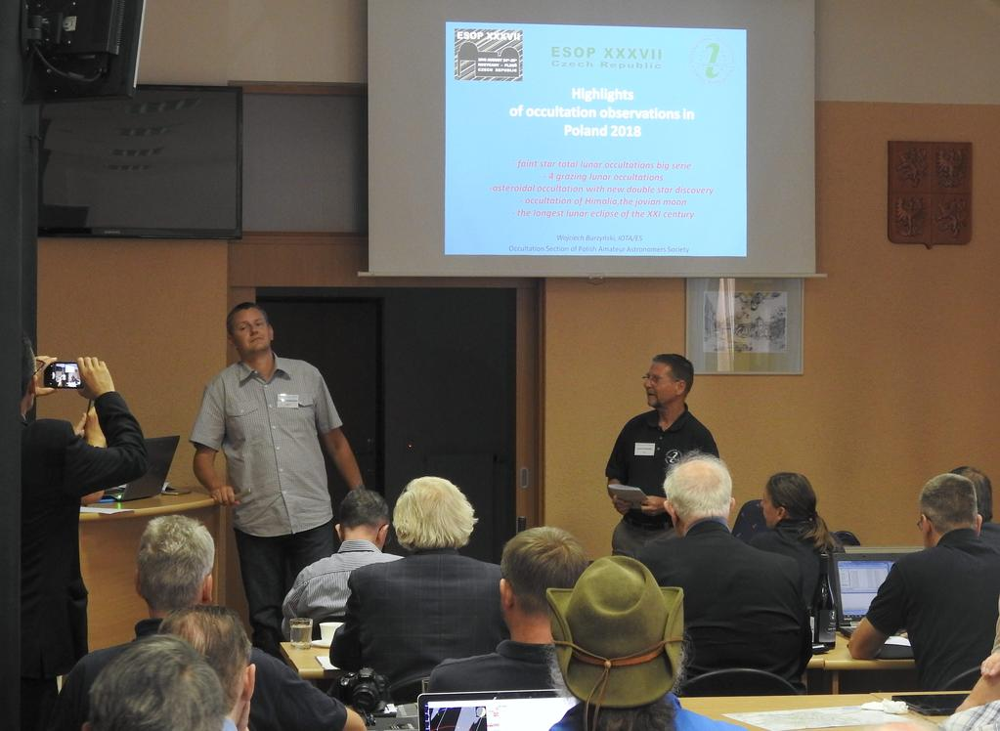 ESOP XXXVII
ESOP XXXVII
Czech Republic
CZECH REPUBLIC
Highlights
of occultation observations in
Poland 2018
faint star total lunar occultations big serie
- 4 grazing lunar occultations
-asteroidal occultation with new double star discovery
- occultation of Himalia,the jovian moon
- the longest lunar eclipse of the XXI century
Wojciech Burzyński, IOTA/ES
Occultation Section of Polish Amateur Astronomers Society